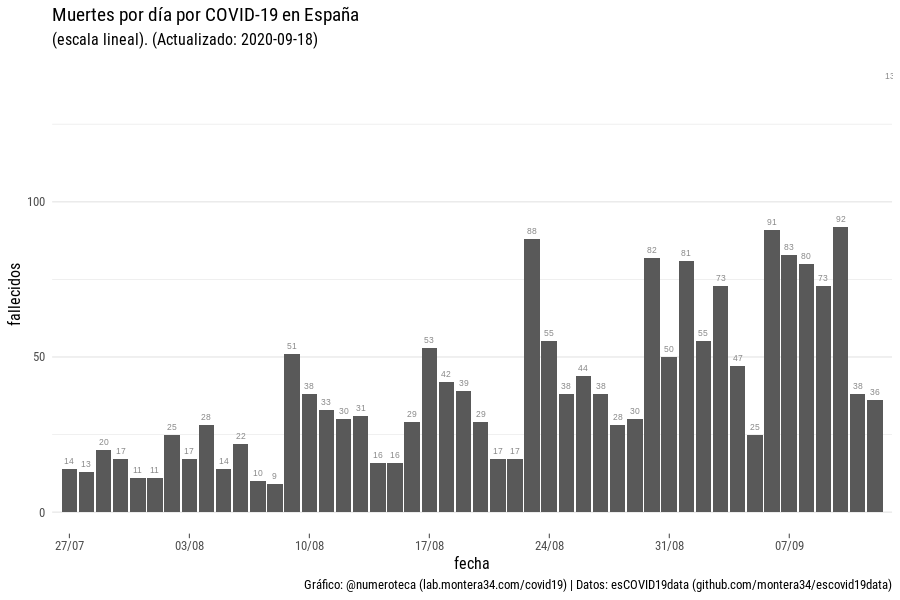 Muertes por día por COVID-19 en España
(escala lineal). (Actualizado: 2020-09-18)
fallecidos
100
50
0
14 13 20 17 11 11 25 17 28 14 22 10 9 51 38 33 30 31 16 16 29 53 42 39 29 17 17 88 55 38 44 38 28 30 82 50 81 55 73 47 25 91 83 80 73 92 38 36
27/07 03/08 10/08 17/08 24/08 31/08 07/09
fecha
Gráfico: @numeroteca (lab.montera34.com/covid19) | Datos: esCOVID19data (github.com/montera34/escovid19data)